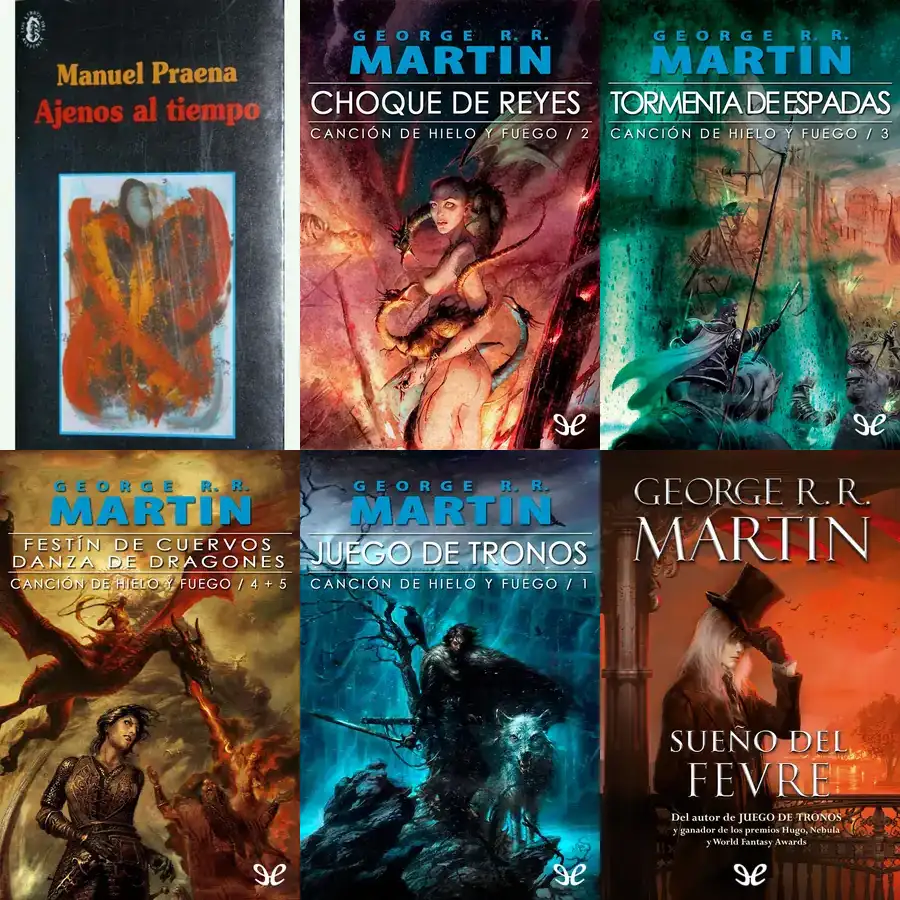 Manuel Praena
Ajenos al tiempo
GEORGE R. R.
MARTIN
CHOQUE DE REYES
CANCIÓN DE HIELO Y FUEGO / 2
GEORGE R. R.
MARTIN
TORMENTA DE ESPADAS
CANCIÓN DE HIELO Y FUEGO / 3
GEORGE R. R.
MARTIN
FESTÍN DE CUERVOS
DANZA DE DRAGONES
CANCIÓN DE HIELO Y FUEGO / 4 + 5
GEORGE R. R.
MARTIN
JUEGO DE TRONOS
CANCIÓN DE HIELO Y FUEGO / 1
GEORGE R. R.
MARTIN
SUEÑO DEL
FEVRE
Del autor de JUEGO DE TRONOS
y ganador de los premios Hugo, Nebula
y World Fantasy Awards